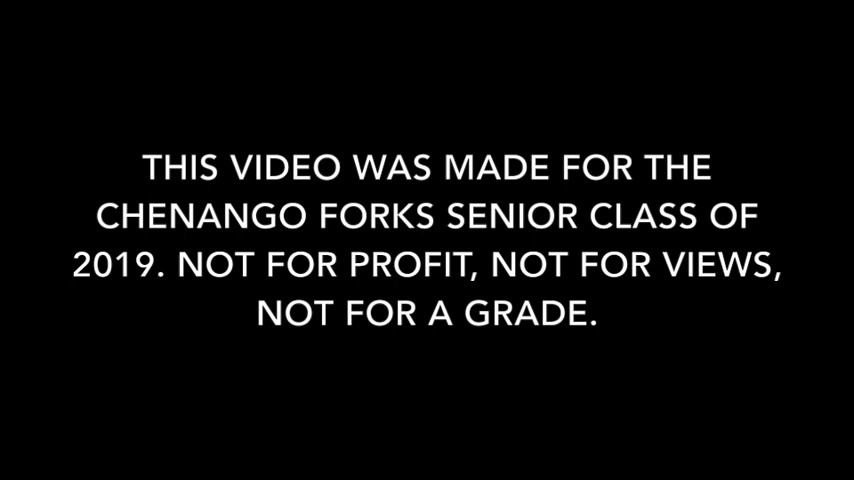 THIS VIDEO WAS MADE FOR THE
CHENANGO FORKS SENIOR CLASS OF
2019. NOT FOR PROFIT, NOT FOR VIEWS,
NOT FOR A GRADE.